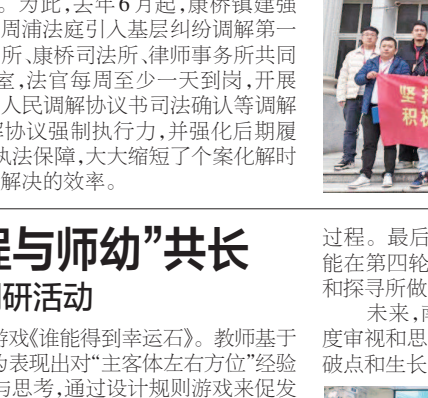 。为此,去年6月起,康桥镇建强
周浦法庭引入基层纠纷调解第一
所、康桥司法所、律师事务所共同
室,法官每周至少一天到岗,开展
人民调解协议书司法确认等调解
解协议强制执行力,并强化后期履
执法保障,大大缩短了个案化解时
解决的效率。
坚持
积极
程与师幼”共长
研活动
游戏《谁能得到幸运石》。教师基于
为表现出对“主客体左右方位”经验
与思考,通过设计规则游戏来促发
过程。最后
能在第四轮
和探寻所做
未来,南
度审视和思
破点和生长